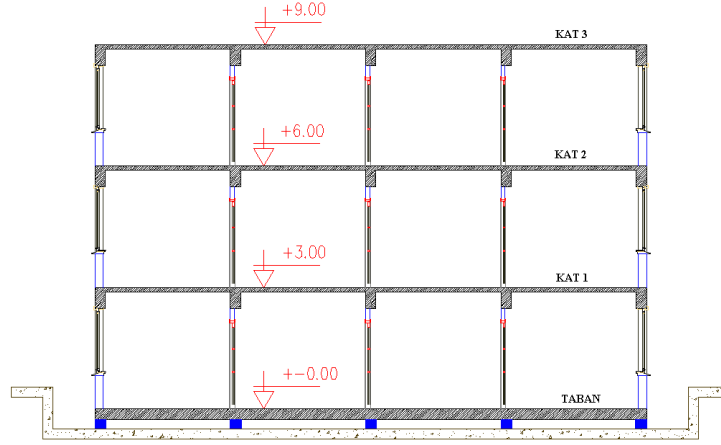 +9.00
KAT 3
+6.00
KAT 2
+3.00
KAT 1
+-0.00
TABAN